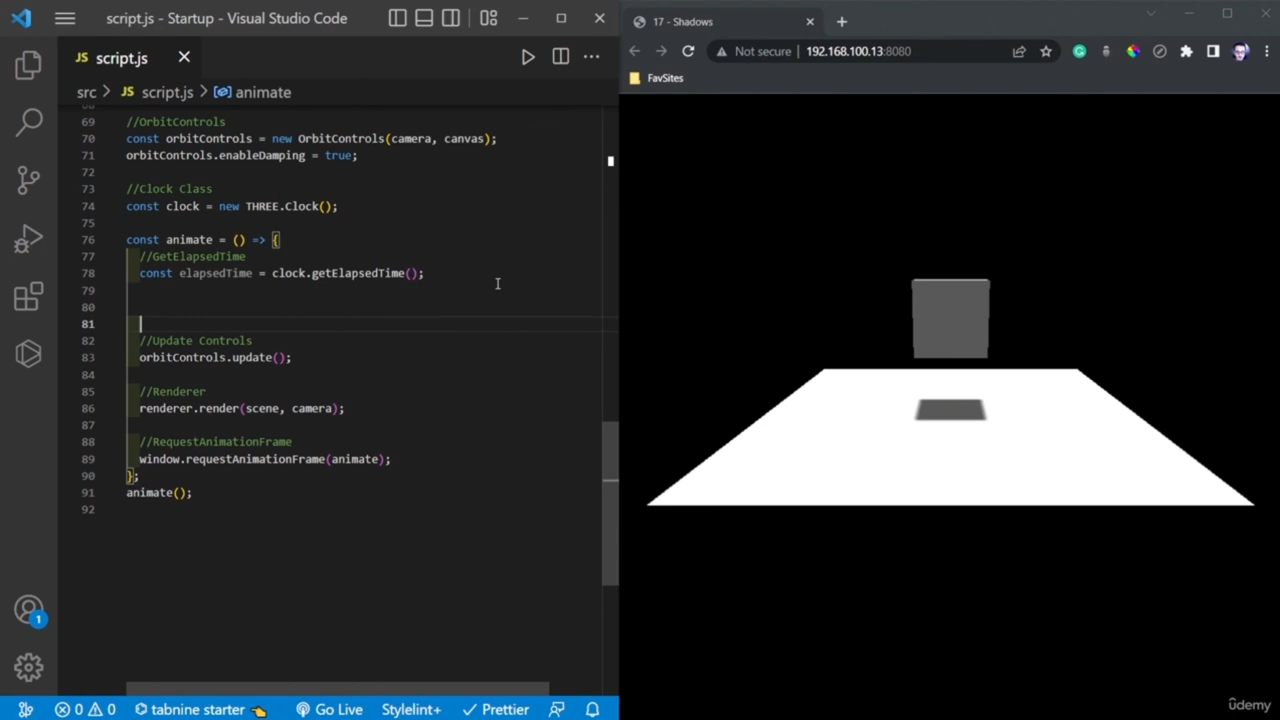 script.js - Startup - Visual Studio Code
JS script.js
src > JS script.js > animate
68
69 //OrbitControls
70 const orbitControls = new OrbitControls(camera, canvas);
71 orbitControls.enableDamping = true;
72
73 //Clock Class
74 const clock = new THREE.Clock();
75
76 const animate = () => {
77 //GetElapsedTime
78 const elapsedTime = clock.getElapsedTime();
79
80
81
82 //Update Controls
83 orbitControls.update();
84
85 //Renderer
86 renderer.render(scene, camera);
87
88 //RequestAnimationFrame
89 window.requestAnimationFrame(animate);
90 };
91 animate();
92
1
0 0 tabnine starter Go Live Stylelint+ Prettier
17 - Shadows
Not secure | 192.168.100.13:8080
FavSites
ûdemy